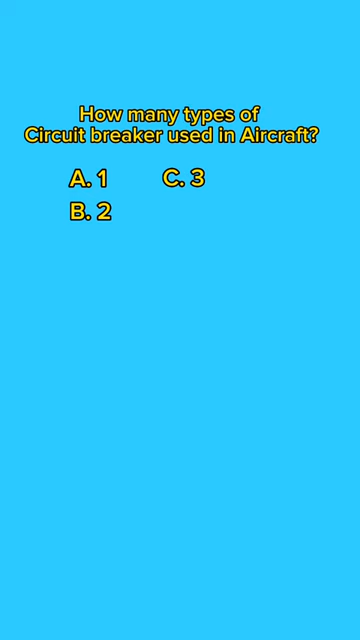 How many types of
Circuit breaker used in Aircraft?
A. 1
B. 2
C. 3